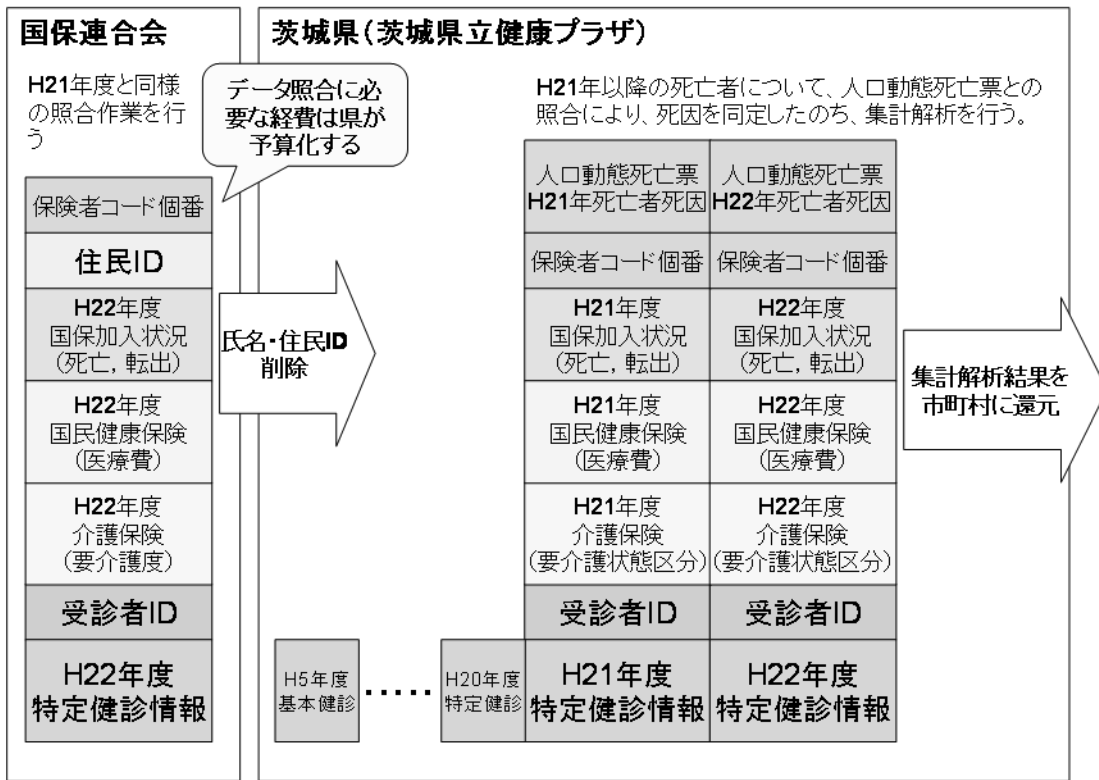 国保連合会
H21年度と同様
の照合作業を行
う
データ照合に必
要な経費は県が
予算化する
保険者コード個番
住民ID
H22年度
国保加入状況
(死亡, 転出)
H22年度
国民健康保険
(医療費)
H22年度
介護保険
(要介護度)
受診者ID
H22年度
特定健診情報
氏名・住民ID
削除
茨城県(茨城県立健康プラザ)
H21年以降の死亡者について、人口動態死亡票との
照合により、死因を同定したのち、集計解析を行う。
人口動態死亡票
H21年死亡者死因
保険者コード個番
H21年度
国保加入状況
(死亡, 転出)
H21年度
国民健康保険
(医療費)
H21年度
介護保険
(要介護状態区分)
受診者ID
H21年度
特定健診情報
人口動態死亡票
H22年死亡者死因
保険者コード個番
H22年度
国保加入状況
(死亡, 転出)
H22年度
国民健康保険
(医療費)
H22年度
介護保険
(要介護状態区分)
受診者ID
H22年度
特定健診情報
H5年度
基本健診
・・・・・
H20年度
特定健診
集計解析結果を
市町村に還元